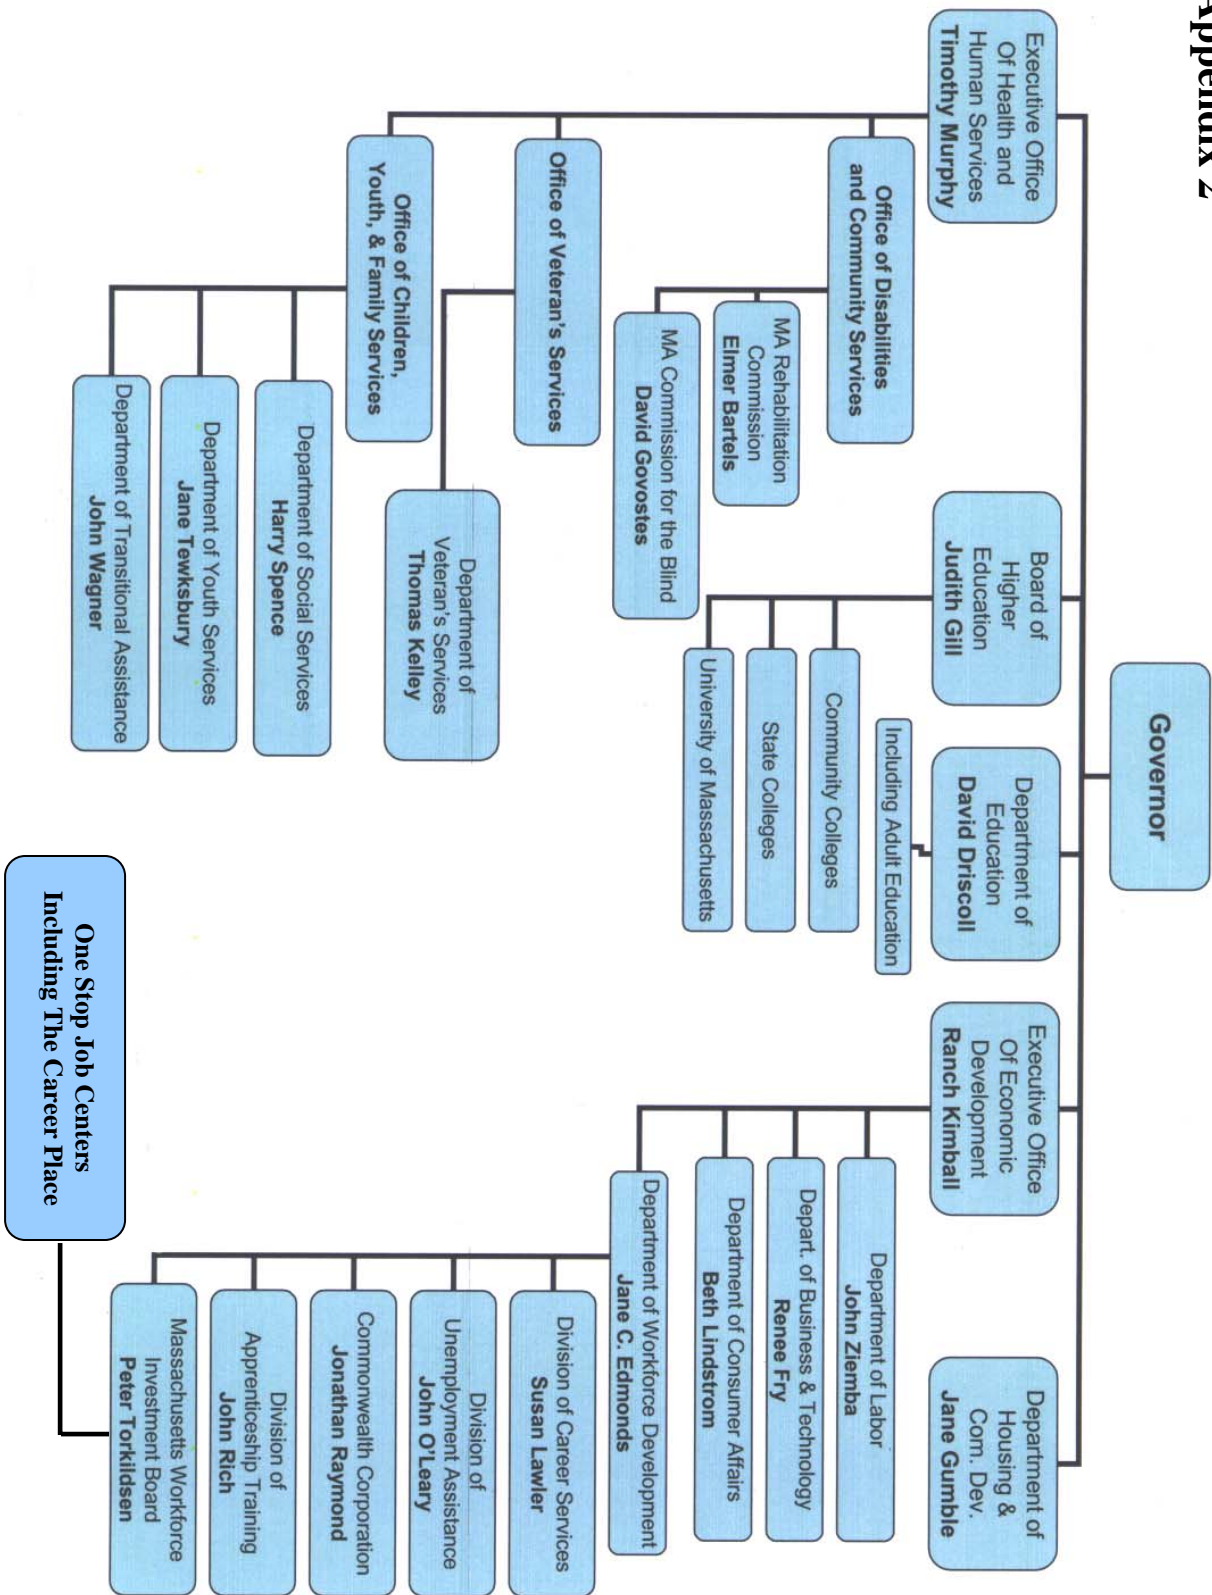 Appendix 2
Governor
Executive Office
Of Health and
Human Services
Timothy Murphy
Board of
Higher
Education
Judith Gill
Department of
Education
David Driscoll
Executive Office
Of Economic
Development
Ranch Kimball
Department of
Housing &
Com. Dev.
Jane Gumble
Office of Disabilities
and Community Services
MA Rehabilitation
Commission
Elmer Bartels
MA Commission for the Blind
David Govostes
Office of Veteran's Services
Department of
Veteran's Services
Thomas Kelley
Office of Children,
Youth, & Family Services
Department of Social Services
Harry Spence
Department of Youth Services
Jane Tewksbury
Department of Transitional Assistance
John Wagner
Including Adult Education
Community Colleges
State Colleges
University of Massachusetts
Department of Labor
John Ziemba
Depart. of Business & Technology
Renee Fry
Department of Consumer Affairs
Beth Lindstrom
Department of Workforce Development
Jane C. Edmonds
Division of Career Services
Susan Lawler
Division of
Unemployment Assistance
John O'Leary
Commonwealth Corporation
Jonathan Raymond
Division of
Apprenticeship Training
John Rich
Massachusetts Workforce
Investment Board
Peter Torkildsen
One Stop Job Centers
Including The Career Place